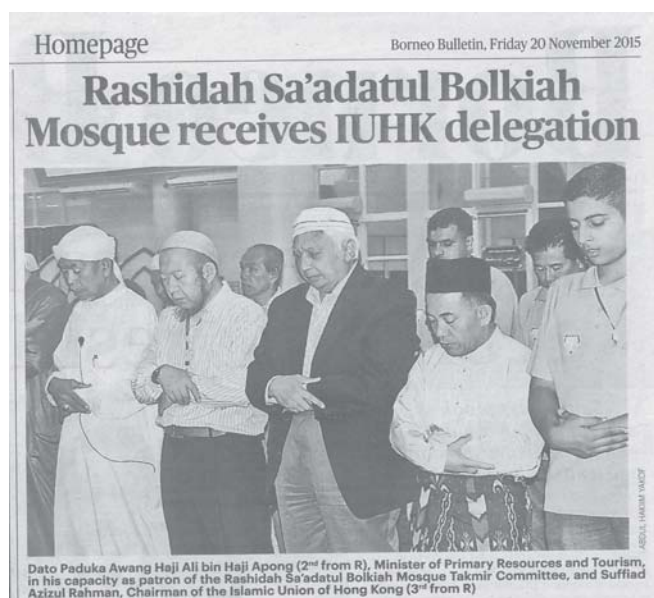 Homepage
Borneo Bulletin, Friday 20 November 2015
Rashidah Sa'adatul Bolkiah
Mosque receives IUHK delegation
ABDUL HAKIIM YAKOF
Dato Paduka Awang Haji Ali bin Haji Apong (2nd from R), Minister of Primary Resources and Tourism,
in his capacity as patron of the Rashidah Sa'adatul Bolkiah Mosque Takmir Committee, and Suffiad
Azizul Rahman, Chairman of the Islamic Union of Hong Kong (3rd from R)